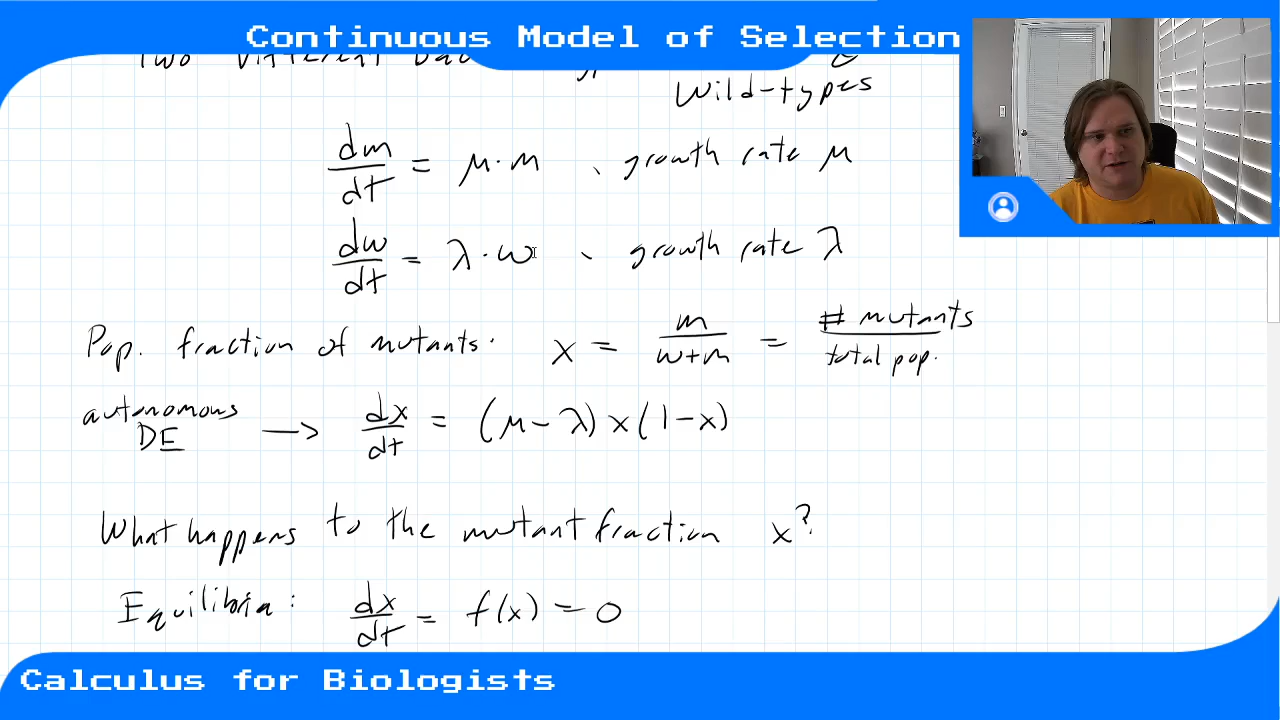 Continuous Model of Selection
Two Different
Wild-types
dm/dt = μ·m , growth rate μ
dw/dt = λ·w , growth rate λ
Pop. fraction of mutants. x = m/(w+m) = # mutants/total pop.
autonomous
DE → dx/dt = (μ-λ) x (1-x)
What happens to the mutant fraction x?
Equilibria: dx/dt = f(x) = 0
Calculus for Biologists